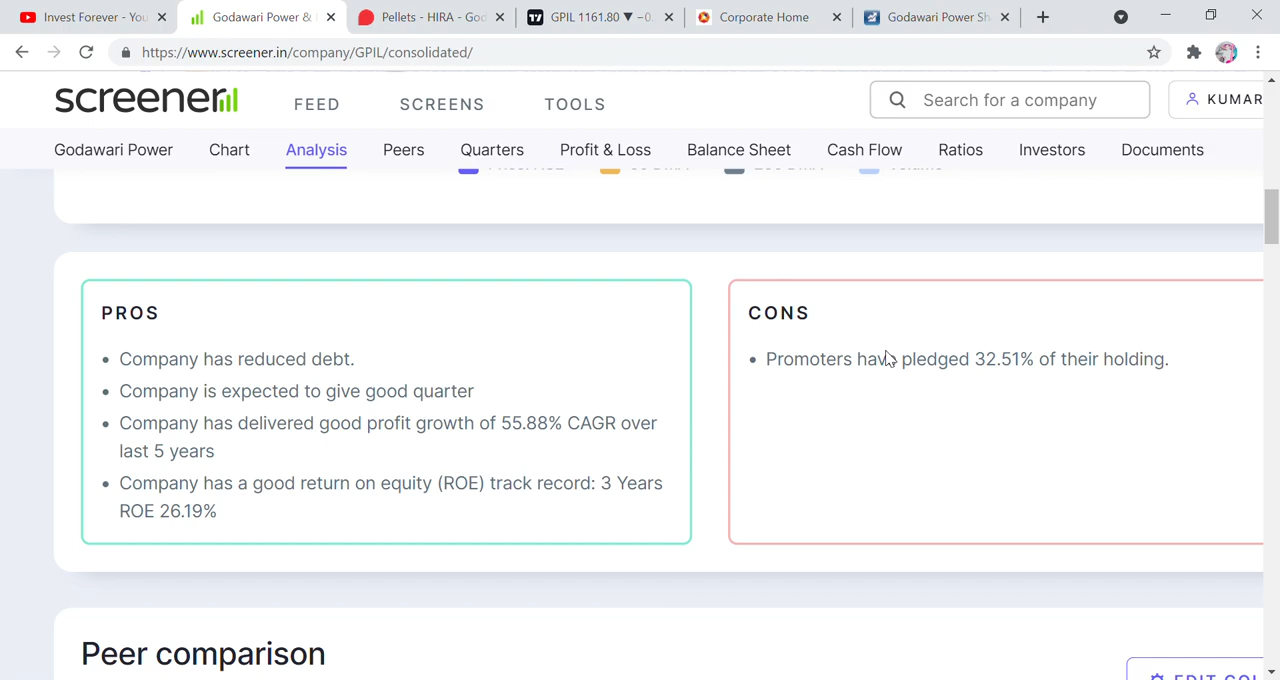 Invest Forever - You
Godawari Power &
Pellets - HIRA - God
GPIL 1161.80 ▼ −0.
Corporate Home
Godawari Power Sh
https://www.screener.in/company/GPIL/consolidated/
screener
FEED
SCREENS
TOOLS
Search for a company
KUMAR
Godawari Power
Chart
Analysis
Peers
Quarters
Profit & Loss
Balance Sheet
Cash Flow
Ratios
Investors
Documents
PROS
• Company has reduced debt.
• Company is expected to give good quarter
• Company has delivered good profit growth of 55.88% CAGR over
last 5 years
• Company has a good return on equity (ROE) track record: 3 Years
ROE 26.19%
CONS
• Promoters have pledged 32.51% of their holding.
Peer comparison